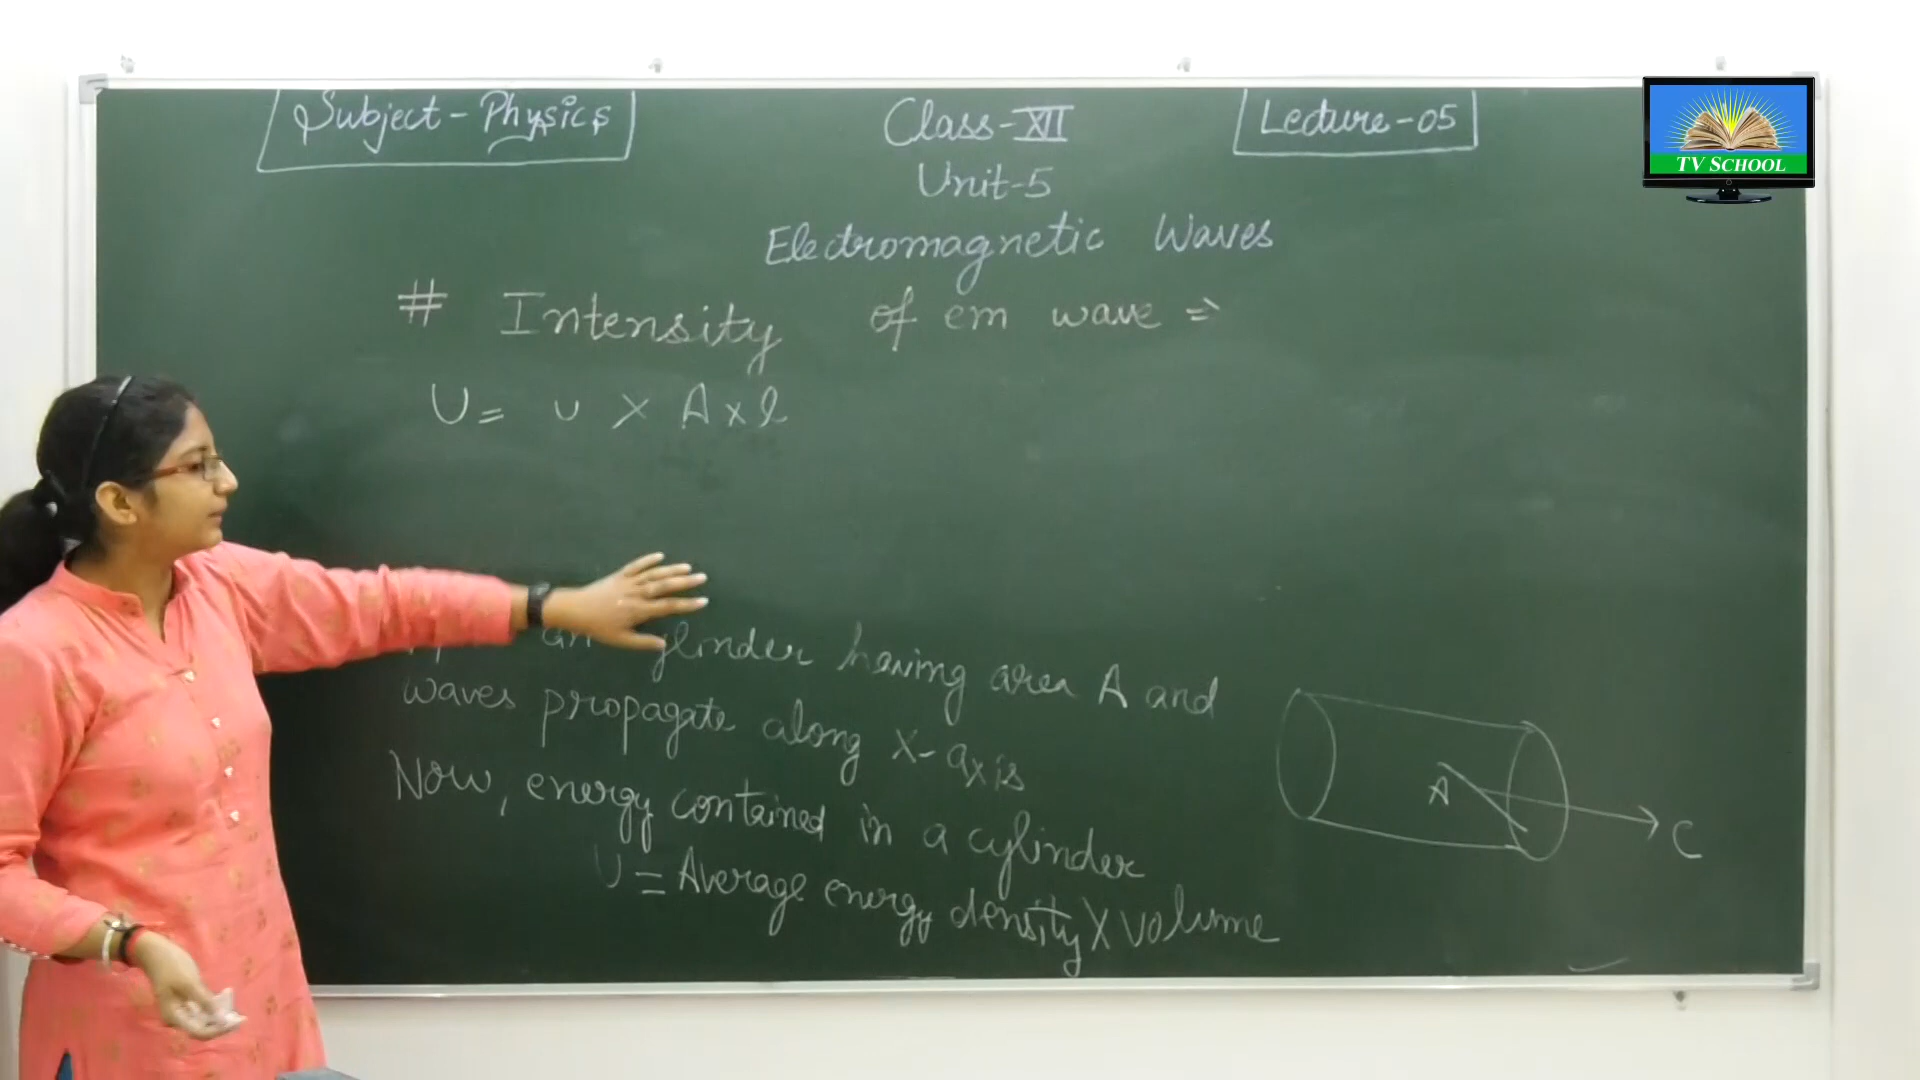 Subject - Physics
Class - XII
Lecture - 05
TV SCHOOL
Unit-5
Electromagnetic Waves
# Intensity of em wave ⇒
U = u × A × l
having area A and
waves propagate along x-axis
Now, energy contained in a cylinder
U = Average energy density × volume
A
C